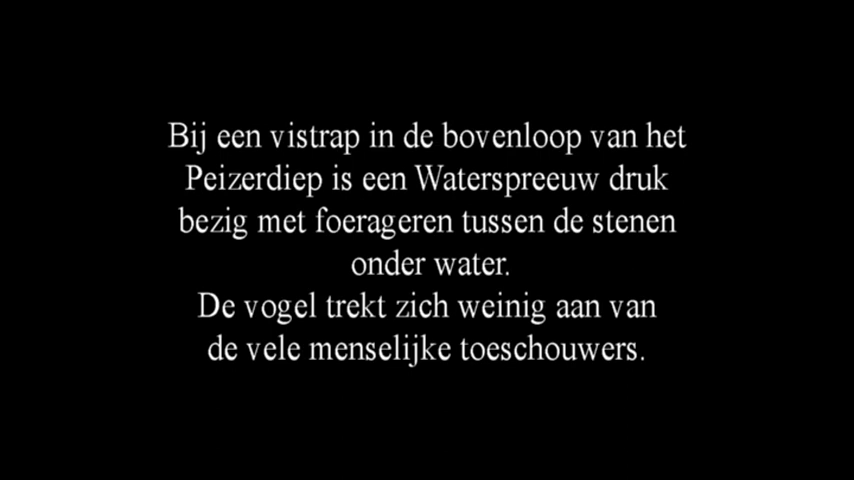 Bij een vistrap in de bovenloop van het
Peizerdiep is een Waterspreeuw druk
bezig met foerageren tussen de stenen
onder water.
De vogel trekt zich weinig aan van
de vele menselijke toeschouwers.